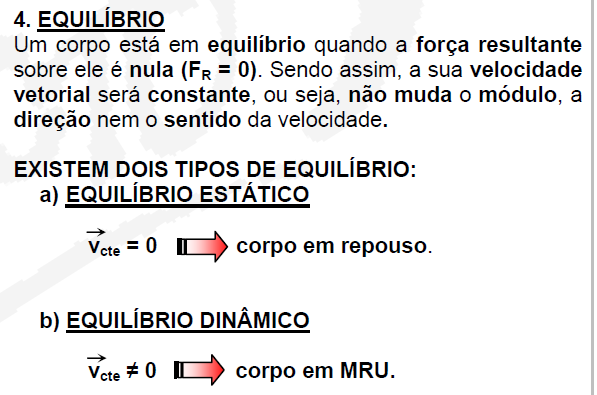 4. EQUILÍBRIO
Um corpo está em equilíbrio quando a força resultante
sobre ele é nula (FR = 0). Sendo assim, a sua velocidade
vetorial será constante, ou seja, não muda o módulo, a
direção nem o sentido da velocidade.
EXISTEM DOIS TIPOS DE EQUILÍBRIO:
a) EQUILÍBRIO ESTÁTICO
v⃗cte = 0 corpo em repouso.
b) EQUILÍBRIO DINÂMICO
v⃗cte ≠ 0 corpo em MRU.